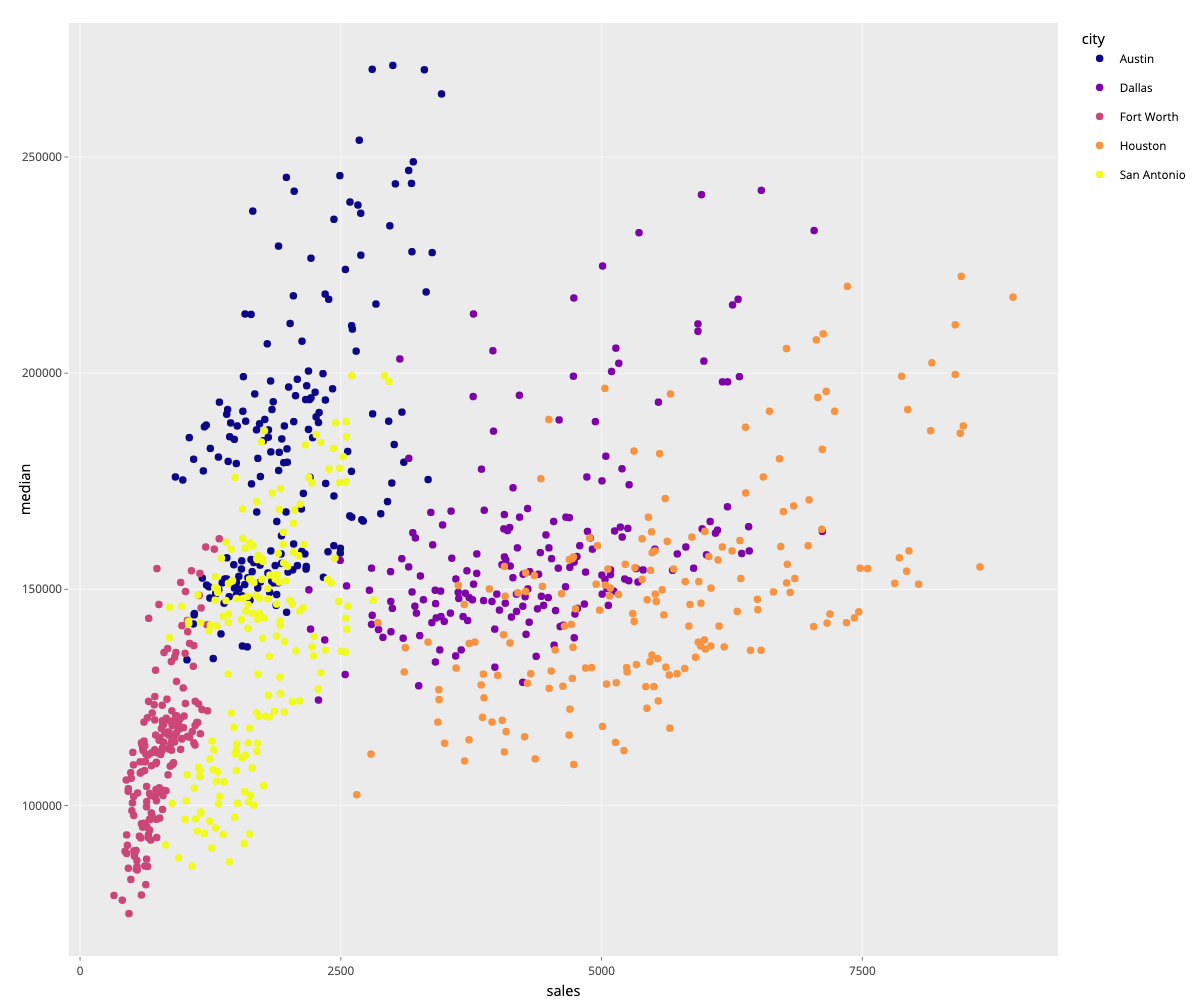 city
Austin
Dallas
Fort Worth
Houston
San Antonio
median
250000
200000
150000
100000
0
2500
5000
7500
sales